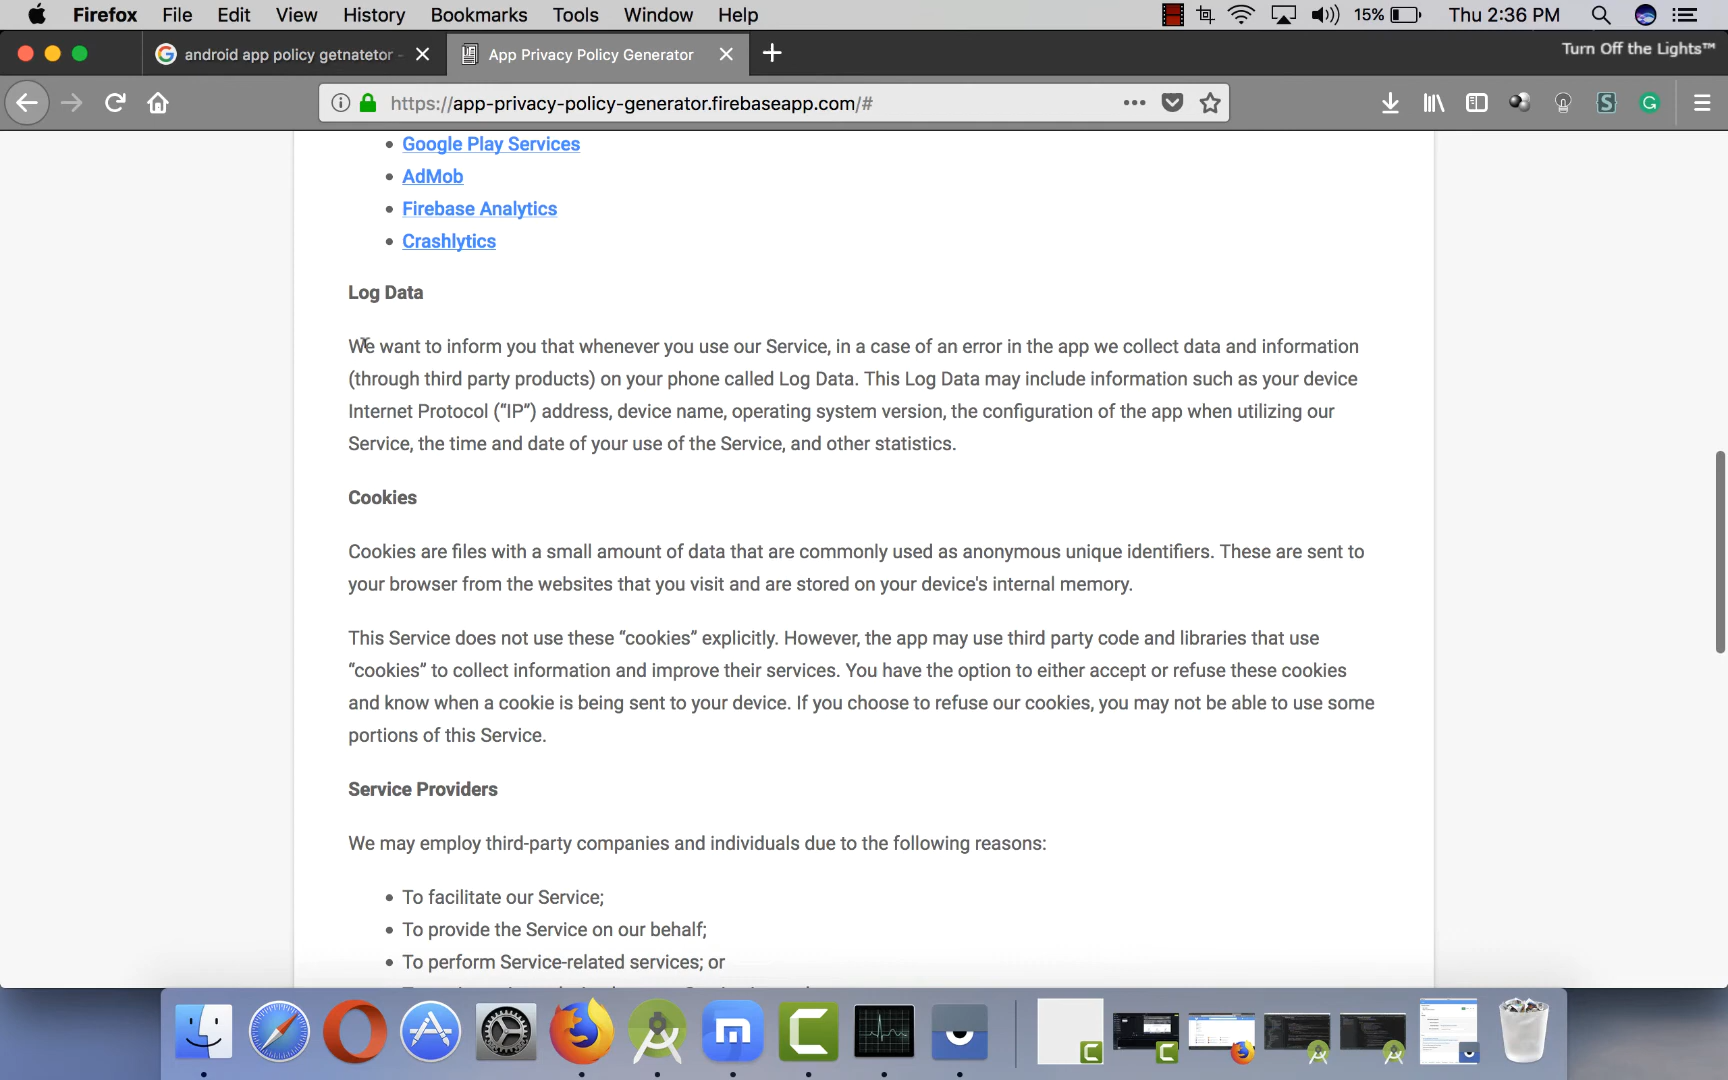 Firefox File Edit View History Bookmarks Tools Window Help 15% Thu 2:36 PM
android app policy getnatetor - App Privacy Policy Generator Turn Off the Lights™
https://app-privacy-policy-generator.firebaseapp.com/#
• Google Play Services
• AdMob
• Firebase Analytics
• Crashlytics
Log Data
We want to inform you that whenever you use our Service, in a case of an error in the app we collect data and information
(through third party products) on your phone called Log Data. This Log Data may include information such as your device
Internet Protocol (“IP”) address, device name, operating system version, the configuration of the app when utilizing our
Service, the time and date of your use of the Service, and other statistics.
Cookies
Cookies are files with a small amount of data that are commonly used as anonymous unique identifiers. These are sent to
your browser from the websites that you visit and are stored on your device's internal memory.
This Service does not use these “cookies” explicitly. However, the app may use third party code and libraries that use
“cookies” to collect information and improve their services. You have the option to either accept or refuse these cookies
and know when a cookie is being sent to your device. If you choose to refuse our cookies, you may not be able to use some
portions of this Service.
Service Providers
We may employ third-party companies and individuals due to the following reasons:
• To facilitate our Service;
• To provide the Service on our behalf;
• To perform Service-related services; or